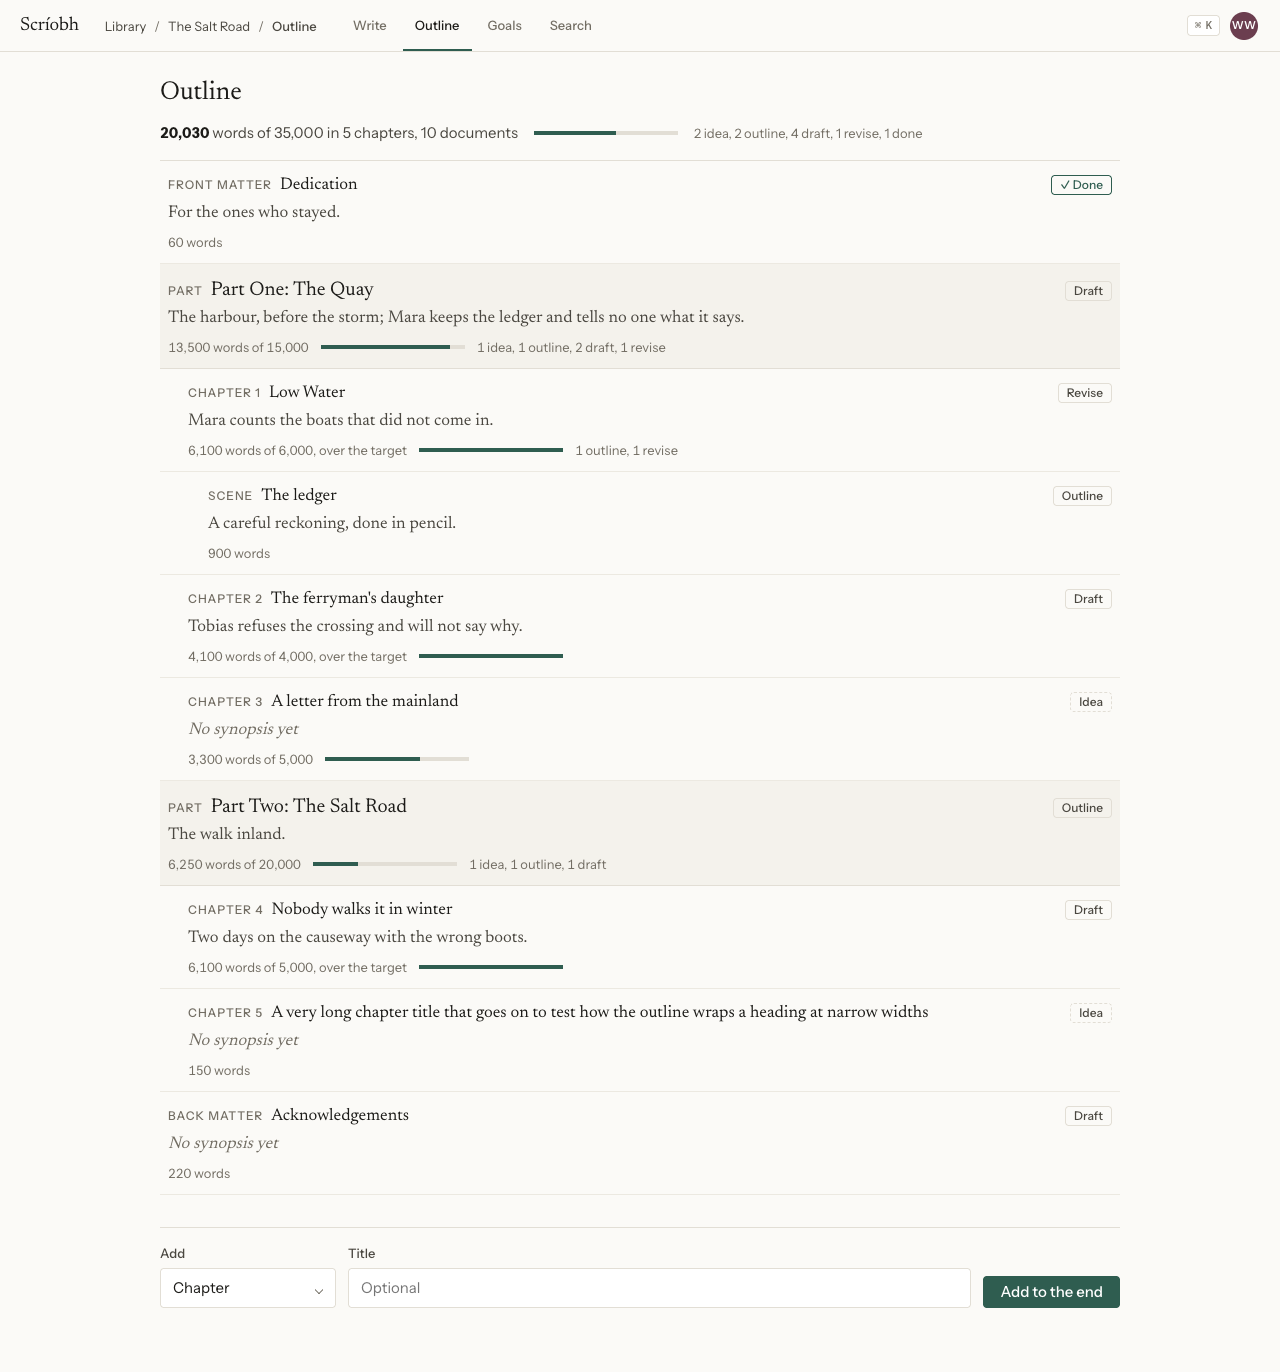 Scríobh Library / The Salt Road / Outline Write Outline Goals Search ⌘ K WW
Outline
20,030 words of 35,000 in 5 chapters, 10 documents 2 idea, 2 outline, 4 draft, 1 revise, 1 done
FRONT MATTER Dedication ✓ Done
For the ones who stayed.
60 words
PART Part One: The Quay Draft
The harbour, before the storm; Mara keeps the ledger and tells no one what it says.
13,500 words of 15,000 1 idea, 1 outline, 2 draft, 1 revise
CHAPTER 1 Low Water Revise
Mara counts the boats that did not come in.
6,100 words of 6,000, over the target 1 outline, 1 revise
SCENE The ledger Outline
A careful reckoning, done in pencil.
900 words
CHAPTER 2 The ferryman's daughter Draft
Tobias refuses the crossing and will not say why.
4,100 words of 4,000, over the target
CHAPTER 3 A letter from the mainland Idea
No synopsis yet
3,300 words of 5,000
PART Part Two: The Salt Road Outline
The walk inland.
6,250 words of 20,000 1 idea, 1 outline, 1 draft
CHAPTER 4 Nobody walks it in winter Draft
Two days on the causeway with the wrong boots.
6,100 words of 5,000, over the target
CHAPTER 5 A very long chapter title that goes on to test how the outline wraps a heading at narrow widths Idea
No synopsis yet
150 words
BACK MATTER Acknowledgements Draft
No synopsis yet
220 words
Add Title
Chapter Optional Add to the end